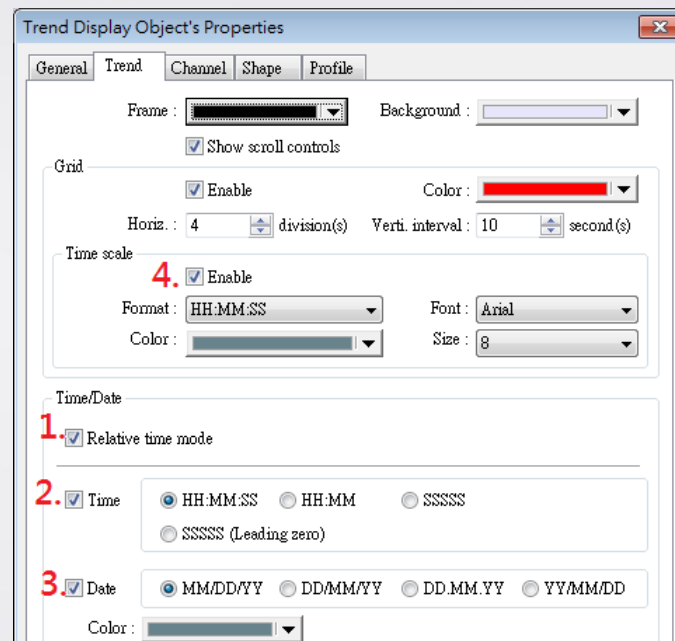 Trend Display Object's Properties
General Trend Channel Shape Profile
Frame : Background :
Show scroll controls
Grid
Enable Color :
Horiz. : 4 division(s) Verti. interval : 10 second(s)
Time scale
4. Enable
Format : HH:MM:SS Font : Arial
Color : Size : 8
Time/Date
1. Relative time mode
2. Time HH:MM:SS HH:MM SSSSS
SSSSS (Leading zero)
3. Date MM/DD/YY DD/MM/YY DD.MM.YY YY/MM/DD
Color :